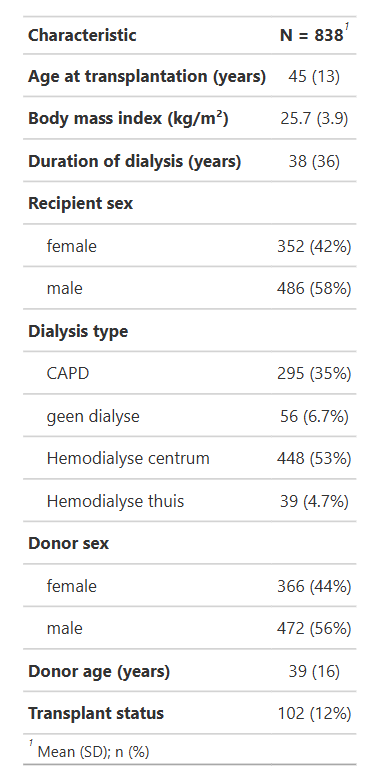 Characteristic N = 838¹
Age at transplantation (years) 45 (13)
Body mass index (kg/m²) 25.7 (3.9)
Duration of dialysis (years) 38 (36)
Recipient sex
female 352 (42%)
male 486 (58%)
Dialysis type
CAPD 295 (35%)
geen dialyse 56 (6.7%)
Hemodialyse centrum 448 (53%)
Hemodialyse thuis 39 (4.7%)
Donor sex
female 366 (44%)
male 472 (56%)
Donor age (years) 39 (16)
Transplant status 102 (12%)
¹ Mean (SD); n (%)